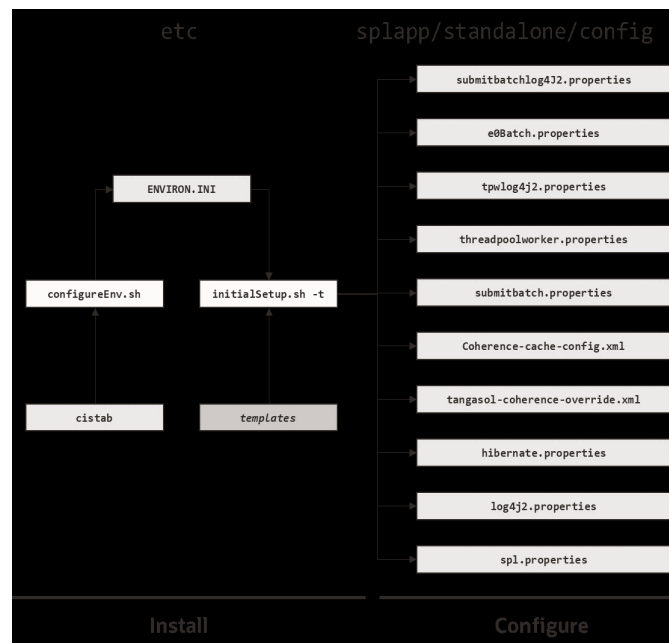 etc
splapp/standalone/config
submitbatchlog4J2.properties
e0Batch.properties
ENVIRON.INI
tpwlog4j2.properties
threadpoolworker.properties
configureEnv.sh
initialSetup.sh -t
submitbatch.properties
Coherence-cache-config.xml
cistab
templates
tangasol-coherence-override.xml
hibernate.properties
log4j2.properties
spl.properties
Install
Configure